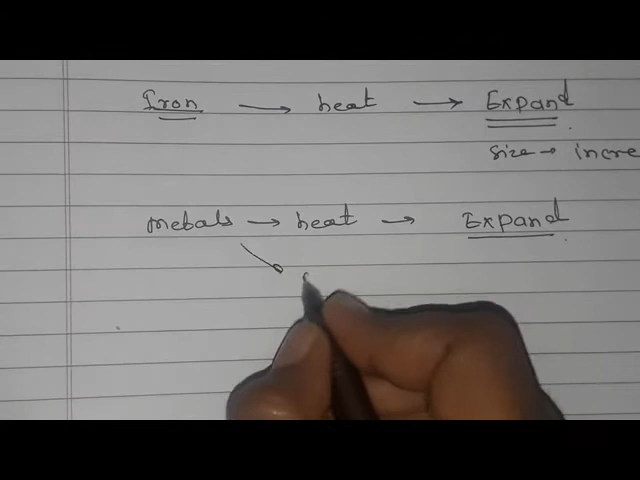 Iron → heat → Expand.
size → incre
metals → heat → Expand.